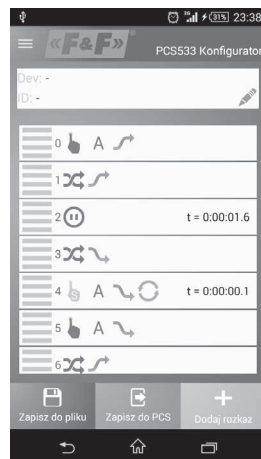 31% 23:38
«F&F»®
PCS533 Konfigurator
Dev: -
ID: -
0 A
1
2 t = 0:00:01.6
3
4 A t = 0:00:00.1
5 A
6
Zapisz do pliku Zapisz do PCS Dodaj rozkaz